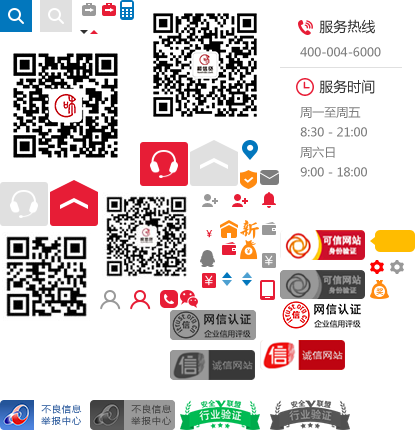 服务热线
400-004-6000
服务时间
周一至周五
8:30 - 21:00
周六日
9:00 - 18:00
¥
新
¥
¥
可信网站
身份验证
可信网站
身份验证
网信认证
企业信用评级
网信认证
企业信用评级
诚信网站
诚信网站
不良信息
举报中心
不良信息
举报中心
安全联盟
行业验证
安全联盟
行业验证